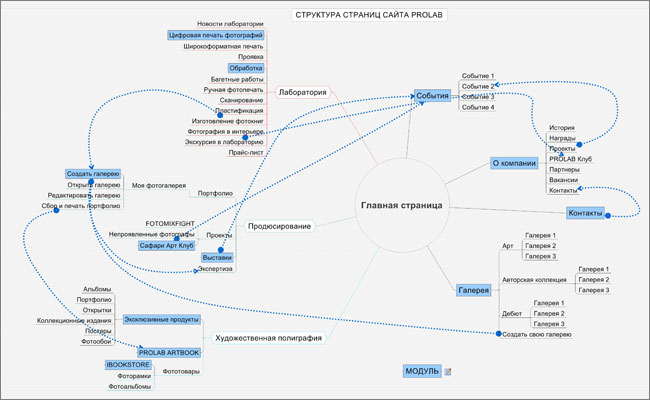 СТРУКТУРА СТРАНИЦ САЙТА PROLAB
Новости лаборатории
Цифровая печать фотографий
Широкоформатная печать
Проявка
Обработка
Багетные работы
Ручная фотопечать
Сканирование
Пластификация
Изготовление фотокниг
Фотография в интерьере
Экскурсия в лабораторию
Прайс-лист
Лаборатория
События
Событие 1
Событие 2
Событие 3
Событие 4
История
Награды
Проекты
PROLAB Клуб
Партнеры
Вакансии
Контакты
О компании
Контакты
Главная страница
Создать галерею
Открыть галерею
Редактировать галерею
Сбор и печать портфолио
Моя фотогалерея
Портфолио
FOTOMIXFIGHT
Непроявленные фотографы
Сафари Арт Клуб
Проекты
Выставки
Экспертиза
Продюсирование
Галерея
Арт
Галерея 1
Галерея 2
Галерея 3
Авторская коллекция
Галерея 1
Галерея 2
Галерея 3
Дебют
Галерея 1
Галерея 2
Галерея 3
Создать свою галерею
Альбомы
Портфолио
Открытки
Коллекционные издания
Постеры
Фотообои
Эксклюзивные продукты
Художественная полиграфия
PROLAB ARTBOOK
IBOOKSTORE
Фоторамки
Фотоальбомы
Фототовары
МОДУЛЬ